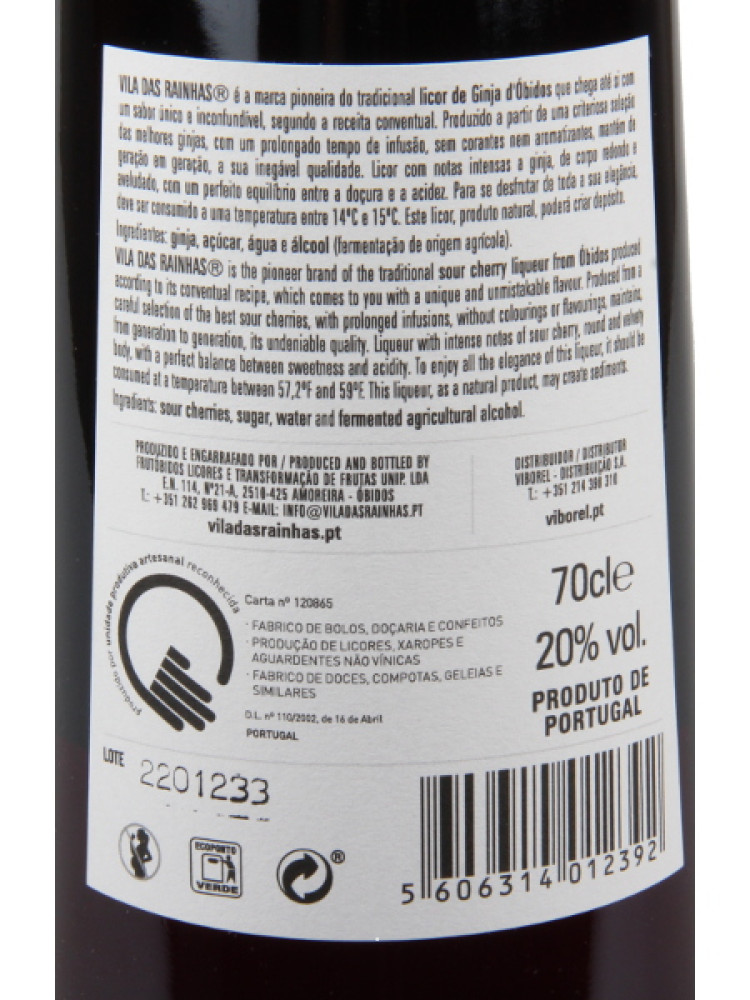 VILA DAS RAINHAS® é a marca pioneira do tradicional licor de Ginja d'Óbidos que chega até si com
um sabor único e inconfundível, segundo a receita conventual. Produzido a partir de uma criteriosa seleção
das melhores ginjas, com um prolongado tempo de infusão, sem corantes nem aromatizantes, mantém de
geração em geração, a sua inegável qualidade. Licor com notas intensas a ginja, de corpo redondo e
aveludado, com um perfeito equilíbrio entre a doçura e a acidez. Para se desfrutar de toda a sua elegância,
deve ser consumido a uma temperatura entre 14ºC e 15ºC. Este licor, produto natural, poderá criar depósito.
Ingredientes: ginja, açúcar, água e álcool (fermentação de origem agrícola).
VILA DAS RAINHAS® is the pioneer brand of the traditional sour cherry liqueur from Óbidos produced
according to its conventual recipe, which comes to you with a unique and unmistakable flavour. Produced from a
careful selection of the best sour cherries, with prolonged infusions, without colourings or flavourings, maintains,
from generation to generation, its undeniable quality. Liqueur with intense notes of sour cherry, round and velvety
body, with a perfect balance between sweetness and acidity. To enjoy all the elegance of this liqueur, it should be
consumed at a temperature between 57,2ºF and 59ºF. This liqueur, as a natural product, may create sediments.
Ingredients: sour cherries, sugar, water and fermented agricultural alcohol.
PRODUZIDO E ENGARRAFADO POR / PRODUCED AND BOTTLED BY
FRUTÓBIDOS LICORES E TRANSFORMAÇÃO DE FRUTAS UNIP. LDA
E.N. 114, Nº21-A, 2510-425 AMOREIRA - ÓBIDOS
T.: +351 262 969 479 E-MAIL: INFO@VILADASRAINHAS.PT
viladasrainhas.pt
DISTRIBUIDOR / DISTRIBUTOR
VIBOREL - DISTRIBUIÇÃO S.A.
T.: +351 214 398 310
viborel.pt
produzido por unidade produtiva artesanal reconhecida
Carta nº 120865
· FABRICO DE BOLOS, DOÇARIA E CONFEITOS
· PRODUÇÃO DE LICORES, XAROPES E
AGUARDENTES NÃO VÍNICAS
· FABRICO DE DOCES, COMPOTAS, GELEIAS E
SIMILARES
D.L. nº 110/2002, de 16 de Abril
PORTUGAL
70cl e
20% vol.
PRODUTO DE
PORTUGAL
LOTE 2201233
ECOPONTO
VERDE
®
5 606314 012392